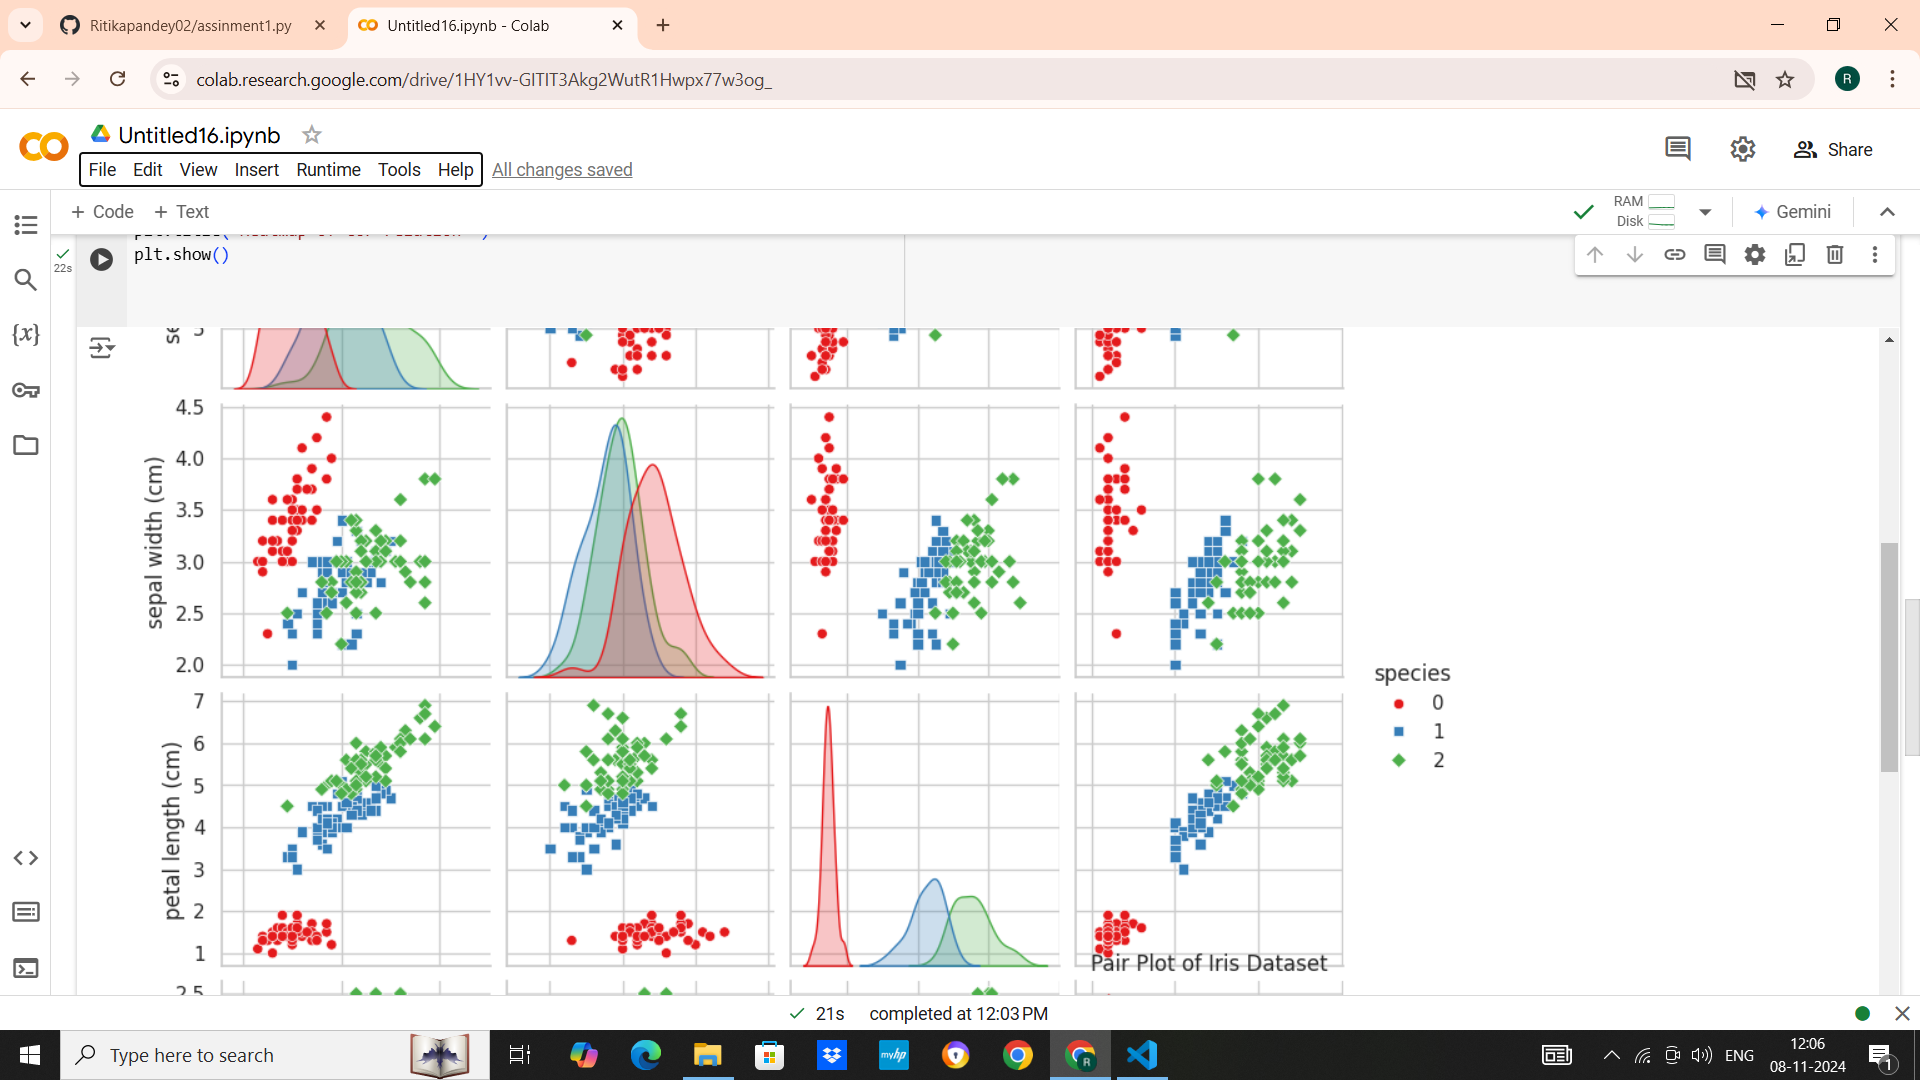 Ritikapandey02/assinment1.py
Untitled16.ipynb - Colab
colab.research.google.com/drive/1HY1vv-GITIT3Akg2WutR1Hwpx77w3og_
R
Untitled16.ipynb
Share
File Edit View Insert Runtime Tools Help All changes saved
+ Code + Text
RAM
Disk
Gemini
plt.show()
22s
{x}
5
4.5
4.0
3.5
3.0
2.5
2.0
sepal width (cm)
species
0
1
2
7
6
5
4
3
2
1
petal length (cm)
Pair Plot of Iris Dataset
2.5
21s completed at 12:03 PM
Type here to search
myhp
R
ENG
12:06
08-11-2024
1